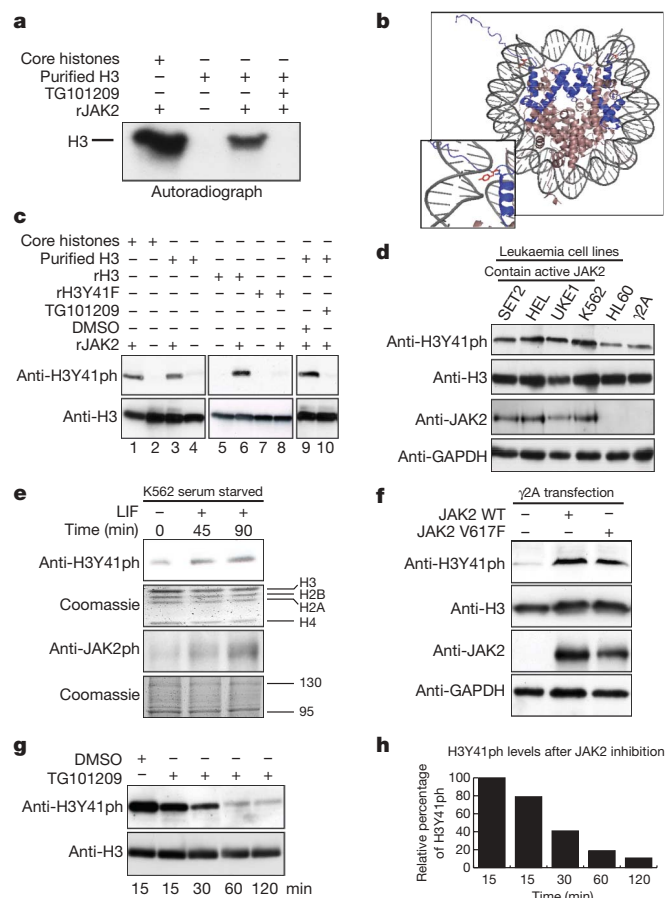 a
Core histones + − − −
Purified H3 − + + +
TG101209 − − − +
rJAK2 + − + +
H3
Autoradiograph
b
c
Core histones + + − − − − − − − −
Purified H3 − − + + − − − − + +
rH3 − − − − + + − − − −
rH3Y41F − − − − − − + + − −
TG101209 − − − − − − − − − +
DMSO − − − − − − − − + −
rJAK2 + − + − − + − + + +
Anti-H3Y41ph
Anti-H3
1 2 3 4 5 6 7 8 9 10
d
Leukaemia cell lines
Contain active JAK2
SET2 HEL UKE1 K562 HL60 γ2A
Anti-H3Y41ph
Anti-H3
Anti-JAK2
Anti-GAPDH
e
K562 serum starved
LIF − + +
Time (min) 0 45 90
Anti-H3Y41ph
Coomassie
H3
H2B
H2A
H4
Anti-JAK2ph
Coomassie
130
95
f
γ2A transfection
JAK2 WT − + −
JAK2 V617F − − +
Anti-H3Y41ph
Anti-H3
Anti-JAK2
Anti-GAPDH
g
DMSO + − − − −
TG101209 − + + + +
Anti-H3Y41ph
Anti-H3
15 15 30 60 120 min
h
H3Y41ph levels after JAK2 inhibition
Relative percentage
of H3Y41ph
100
80
60
40
20
0
15 15 30 60 120
Time (min)